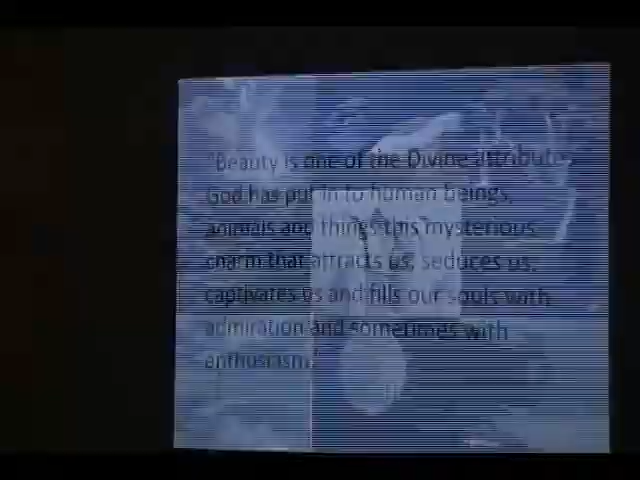 "Beauty is one of the Divine attributes
God has put in to human beings,
animals and things this mysterious
charm that attracts us, seduces us,
captivates us and fills our souls with
admiration and sometimes with
enthusiasm."